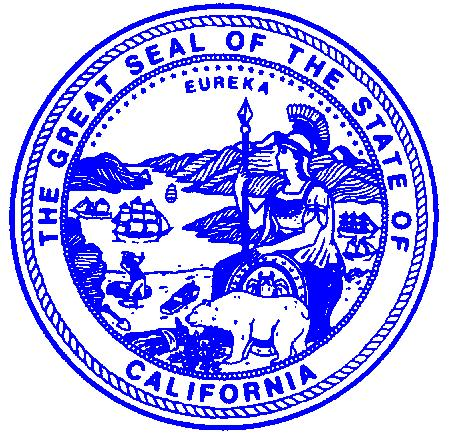 THE GREAT SEAL OF THE STATE OF
EUREKA
CALIFORNIA